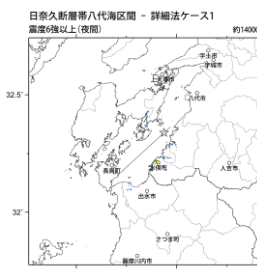 日奈久断層帯八代海区間 - 詳細法ケース1
震度6強以上(夜間)
約14000
宇土市
宇城市
上天草市
八代市
32.5˚
水俣市
人吉市
長島町
出水市
32˚
さつま町
薩摩川内市